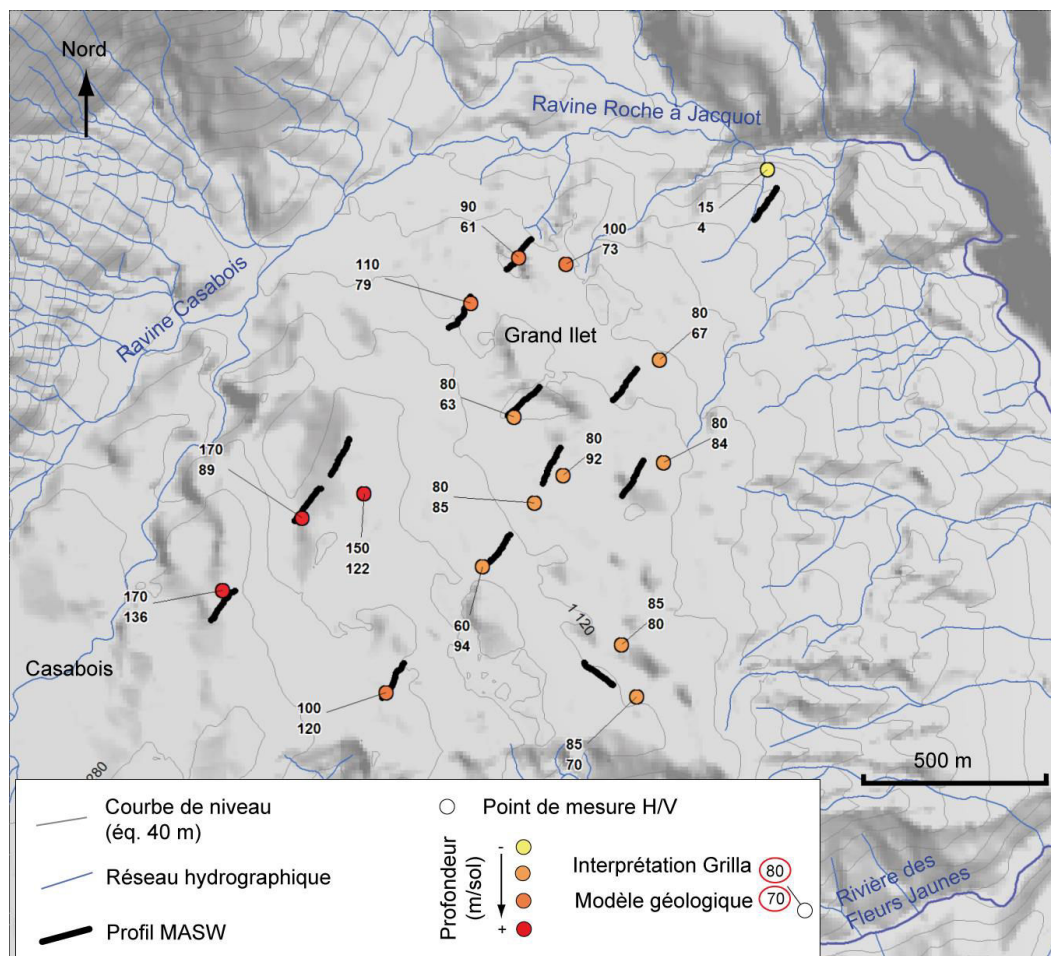 Nord
Ravine Roche à Jacquot
15
4
90
61
100
73
110
79
Ravine Casabois
Grand Ilet
80
67
80
63
80
84
80
92
170
89
80
85
150
122
170
136
60
94
1 120
85
80
Casabois
100
120
85
70
280
500 m
Courbe de niveau
(éq. 40 m)
Réseau hydrographique
Profil MASW
Point de mesure H/V
Profondeur
(m/sol)
-
+
Interprétation Grilla
80
Modèle géologique
70
Rivière des
Fleurs Jaunes